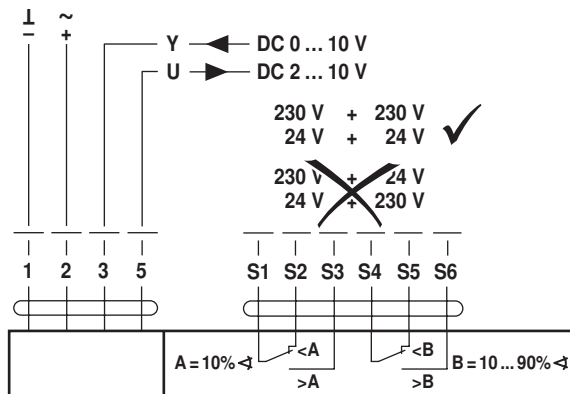 ⊥ ~
− +
Y DC 0 ... 10 V
U DC 2 ... 10 V
230 V + 230 V
24 V + 24 V
230 V + 24 V
24 V + 230 V
1 2 3 5 S1 S2 S3 S4 S5 S6
A = 10% ∢ <A <B B = 10 ... 90% ∢
>A >B